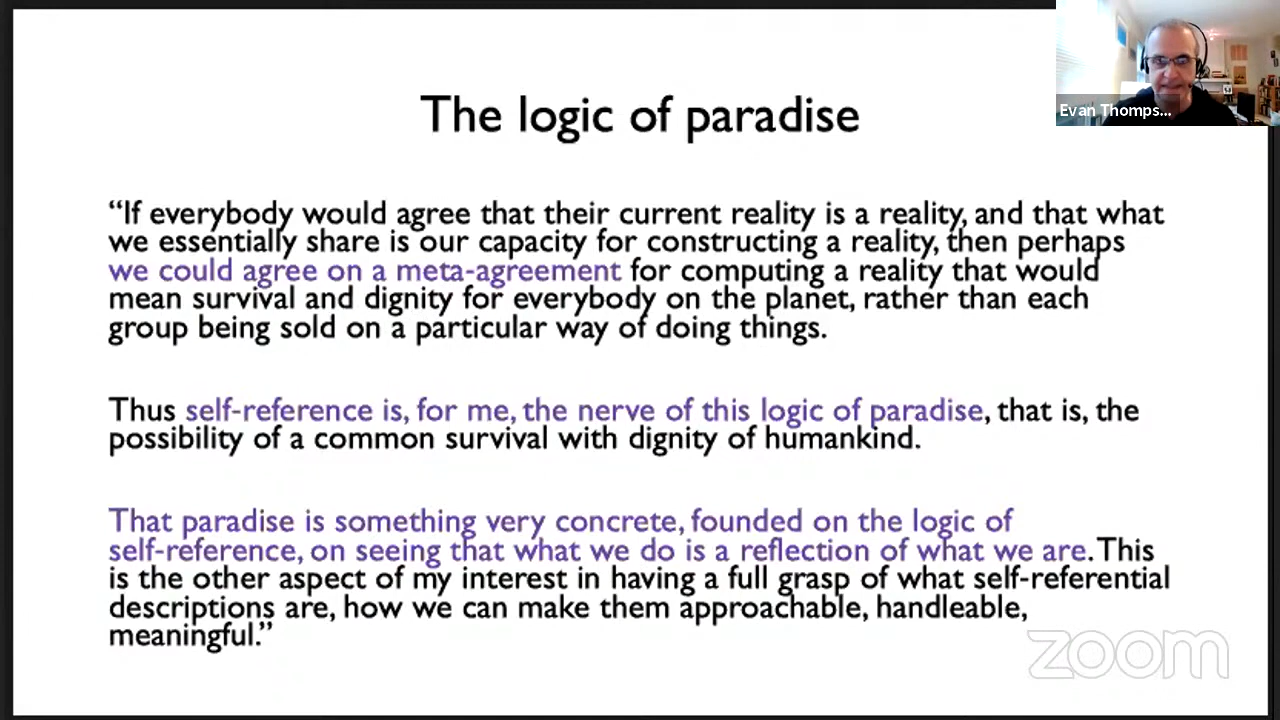 The logic of paradise
Evan Thomps...
“If everybody would agree that their current reality is a reality, and that what
we essentially share is our capacity for constructing a reality, then perhaps
we could agree on a meta-agreement for computing a reality that would
mean survival and dignity for everybody on the planet, rather than each
group being sold on a particular way of doing things.
Thus self-reference is, for me, the nerve of this logic of paradise, that is, the
possibility of a common survival with dignity of humankind.
That paradise is something very concrete, founded on the logic of
self-reference, on seeing that what we do is a reflection of what we are. This
is the other aspect of my interest in having a full grasp of what self-referential
descriptions are, how we can make them approachable, handleable,
meaningful.”
zoom